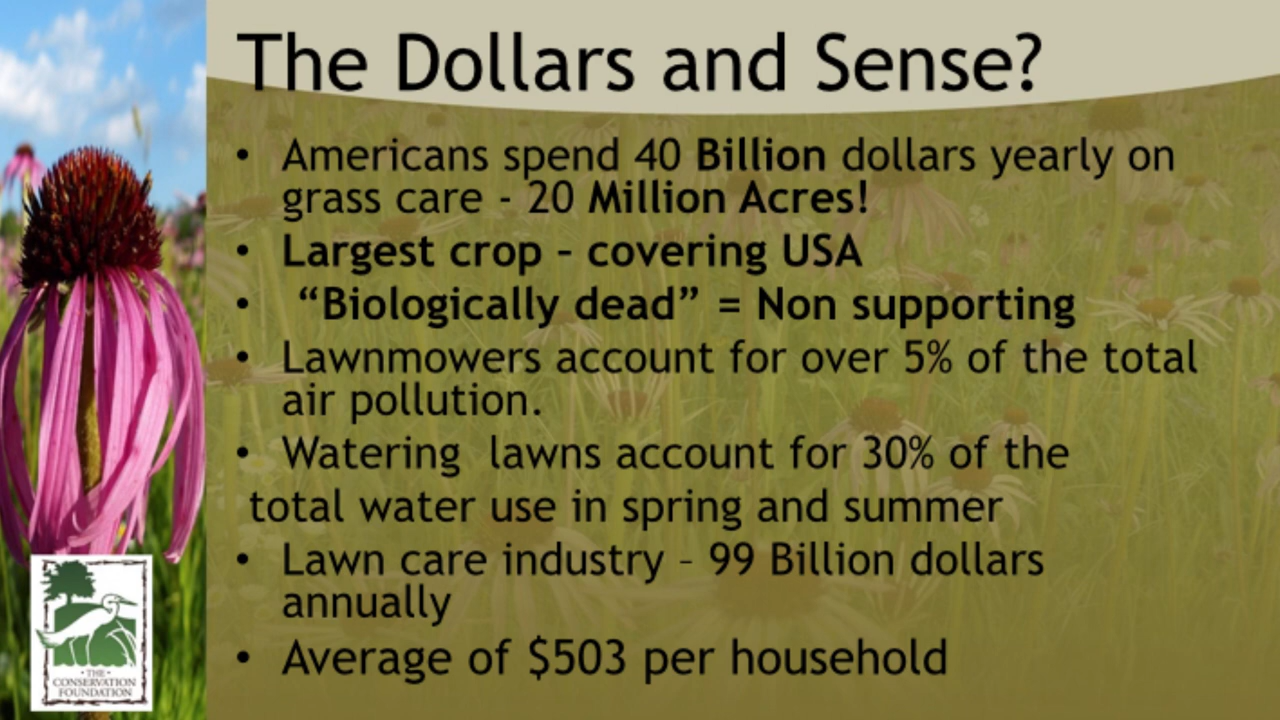 The Dollars and Sense?
• Americans spend 40 Billion dollars yearly on
grass care - 20 Million Acres!
• Largest crop – covering USA
• “Biologically dead” = Non supporting
• Lawnmowers account for over 5% of the total
air pollution.
• Watering lawns account for 30% of the
total water use in spring and summer
• Lawn care industry – 99 Billion dollars
annually
• Average of $503 per household
• THE •
CONSERVATION
FOUNDATION